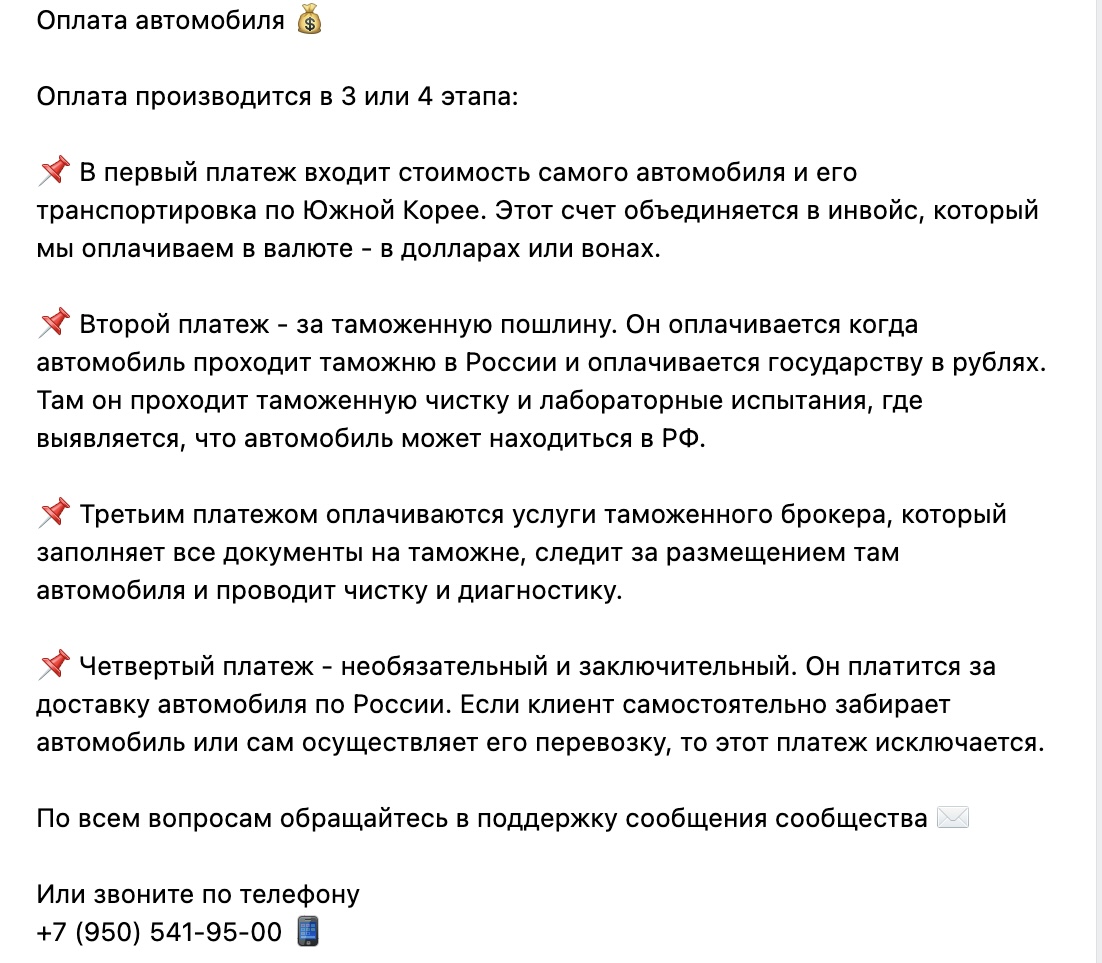 Оплата автомобиля 💰
Оплата производится в 3 или 4 этапа:
📌 В первый платеж входит стоимость самого автомобиля и его
транспортировка по Южной Корее. Этот счет объединяется в инвойс, который
мы оплачиваем в валюте - в долларах или вонах.
📌 Второй платеж - за таможенную пошлину. Он оплачивается когда
автомобиль проходит таможню в России и оплачивается государству в рублях.
Там он проходит таможенную чистку и лабораторные испытания, где
выявляется, что автомобиль может находиться в РФ.
📌 Третьим платежом оплачиваются услуги таможенного брокера, который
заполняет все документы на таможне, следит за размещением там
автомобиля и проводит чистку и диагностику.
📌 Четвертый платеж - необязательный и заключительный. Он платится за
доставку автомобиля по России. Если клиент самостоятельно забирает
автомобиль или сам осуществляет его перевозку, то этот платеж исключается.
По всем вопросам обращайтесь в поддержку сообщения сообщества ✉️
Или звоните по телефону
+7 (950) 541-95-00 📱